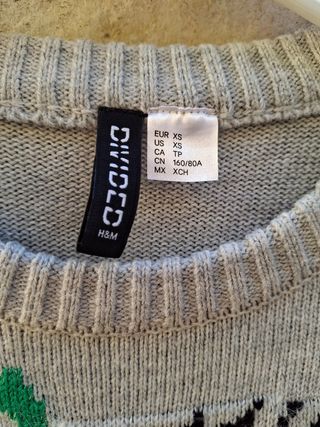 DIVIDED
H&M
EUR XS
US XS
CA TP
CN 160/80A
MX XCH